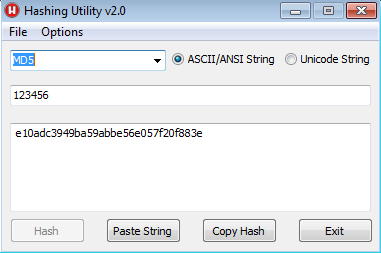 Hashing Utility v2.0
File Options
MD5 ASCII/ANSI String Unicode String
123456
e10adc3949ba59abbe56e057f20f883e
Hash Paste String Copy Hash Exit